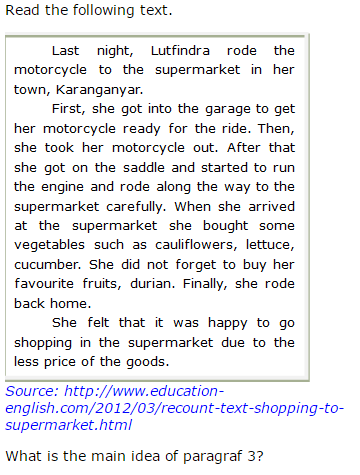 Read the following text.
Last night, Lutfindra rode the
motorcycle to the supermarket in her
town, Karanganyar.
First, she got into the garage to get
her motorcycle ready for the ride. Then,
she took her motorcycle out. After that
she got on the saddle and started to run
the engine and rode along the way to the
supermarket carefully. When she arrived
at the supermarket she bought some
vegetables such as cauliflowers, lettuce,
cucumber. She did not forget to buy her
favourite fruits, durian. Finally, she rode
back home.
She felt that it was happy to go
shopping in the supermarket due to the
less price of the goods.
Source: http://www.education-
english.com/2012/03/recount-text-shopping-to-
supermarket.html
What is the main idea of paragraf 3?